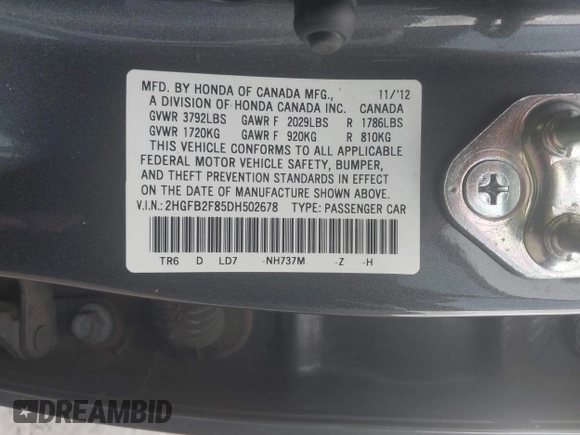 MFD. BY HONDA OF CANADA MFG., 11/'12
A DIVISION OF HONDA CANADA INC. CANADA
GVWR 3792LBS GAWR F 2029LBS R 1786LBS
GVWR 1720KG GAWR F 920KG R 810KG
THIS VEHICLE CONFORMS TO ALL APPLICABLE
FEDERAL MOTOR VEHICLE SAFETY, BUMPER,
AND THEFT PREVENTION STANDARDS IN EFFECT
ON THE DATE OF MANUFACTURE SHOWN ABOVE.
V.I.N.: 2HGFB2F85DH502678 TYPE: PASSENGER CAR
TR6 D LD7 -NH737M -Z -H
DREAMBID